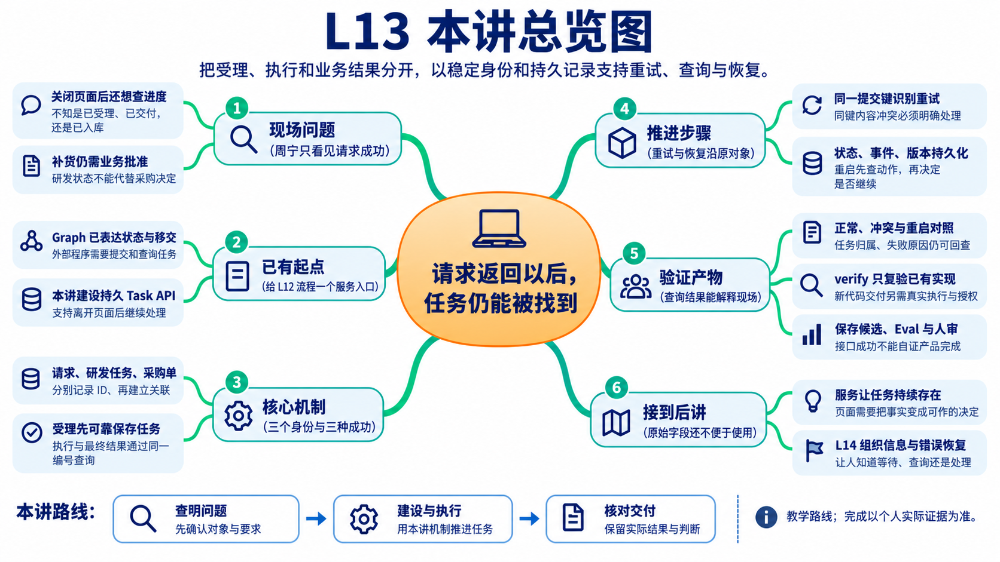 L13 本讲总览图
把受理、执行和业务结果分开，以稳定身份和持久记录支持重试、查询与恢复。
关闭页面后还想查进度
不知是已受理、已交付，
还是已入库
补货仍需业务批准
研发状态不能代替采购决定
1
现场问题
（周宁只看见请求成功）
Graph 已表达状态与移交
外部程序需要提交和查询任务
本讲建设持久 Task API
支持离开页面后继续处理
2
已有起点
（给 L12 流程一个服务入口）
请求、研发任务、采购单
分别记录 ID、再建立关联
受理先可靠保存任务
执行与最终结果通过同一
编号查询
3
核心机制
（三个身份与三种成功）
请求返回以后，
任务仍能被找到
4
推进步骤
（重试与恢复沿原对象）
同一提交键识别重试
同键内容冲突必须明确处理
状态、事件、版本持久化
重启先查动作，再决定
是否继续
5
验证产物
（查询结果能解释现场）
正常、冲突与重启对照
任务归属、失败原因仍可回查
verify 只复验已有实现
新代码交付另需真实执行与授权
保存候选、Eval 与人审
接口成功不能自证产品完成
6
接到后讲
（原始字段还不便于使用）
服务让任务持续存在
页面需要把事实变成可作的决定
L14 组织信息与错误恢复
让人知道等待、查询还是处理
本讲路线：
查明问题
先确认对象与要求
建设与执行
用本讲机制推进任务
核对交付
保留实际结果与判断
教学路线；完成以个人实际证据为准。